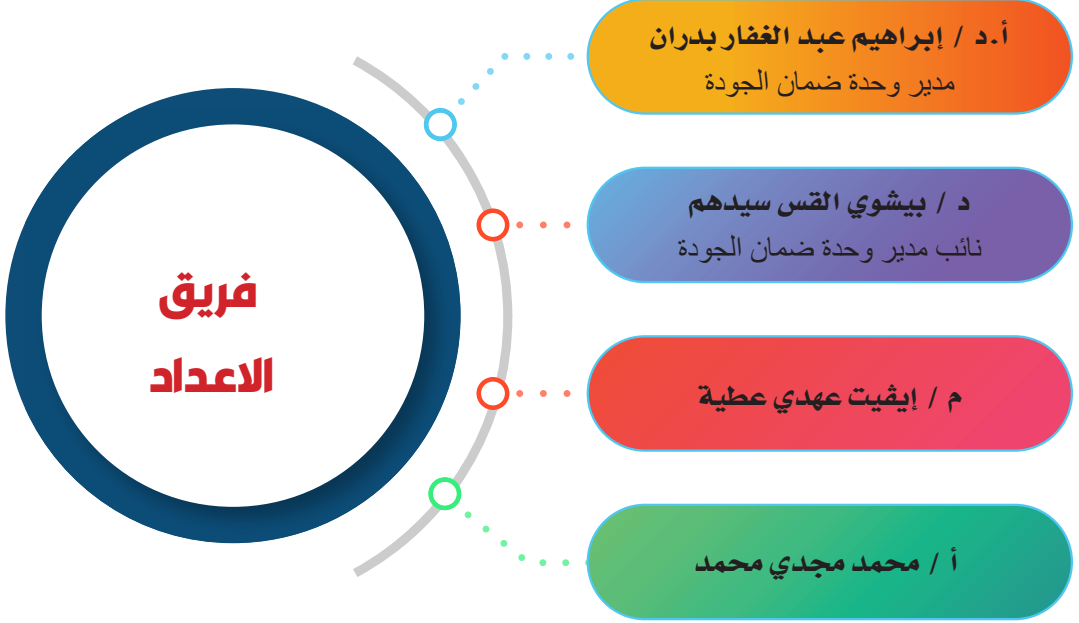 فريق
الاعداد
أ.د / إبراهيم عبد الغفار بدران
مدير وحدة ضمان الجودة
د / بيشوي القس سيدهم
نائب مدير وحدة ضمان الجودة
م / إيڤيت عهدي عطية
أ / محمد مجدي محمد